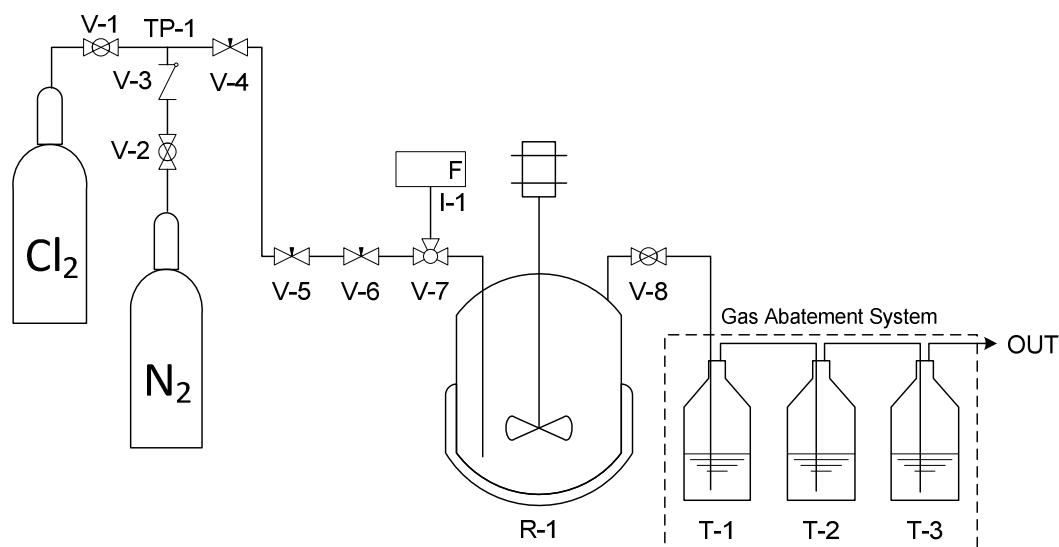 V-1
TP-1
V-3
V-4
V-2
F
I-1
Cl₂
N₂
V-5
V-6
V-7
V-8
Gas Abatement System
OUT
R-1
T-1
T-2
T-3